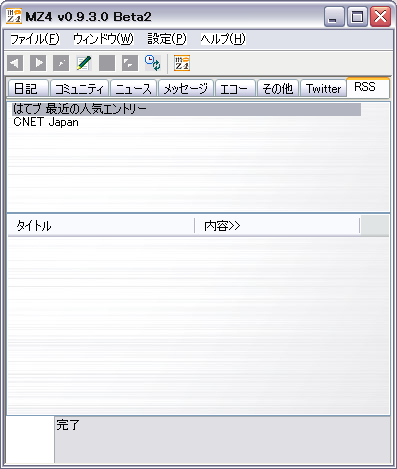 MZ4 v0.9.3.0 Beta2
ファイル(F) ウィンドウ(W) 設定(P) ヘルプ(H)
日記 コミュニティ ニュース メッセージ エコー その他 Twitter RSS
はてブ 最近の人気エントリー
CNET Japan
タイトル 内容>>
完了